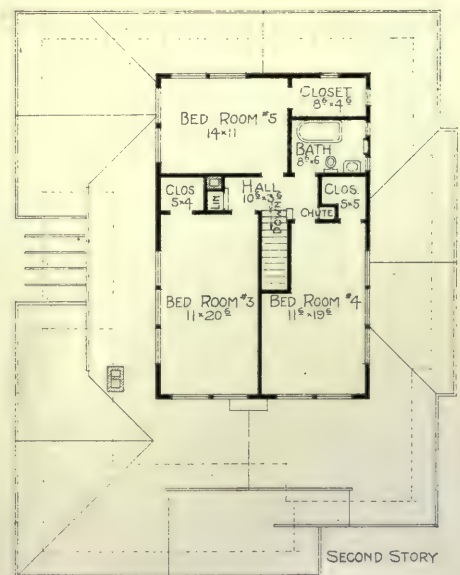 CLOSET
8⁶×4⁶
BED ROOM #5
14×11
BATH
8⁶×6
CLOS
5×4
LIN
HALL
10⁶×3⁶
DOWN
CHUTE
CLOS.
5×5
BED ROOM #3
11×20⁶
BED ROOM #4
11⁶×19⁶
SECOND STORY